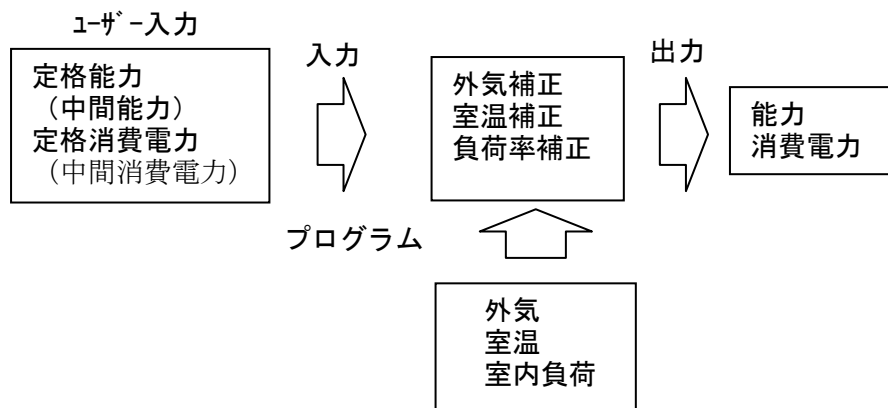 ﾕｰｻﾞｰ入力
定格能力
（中間能力）
定格消費電力
（中間消費電力）
入力
外気補正
室温補正
負荷率補正
出力
能力
消費電力
プログラム
外気
室温
室内負荷